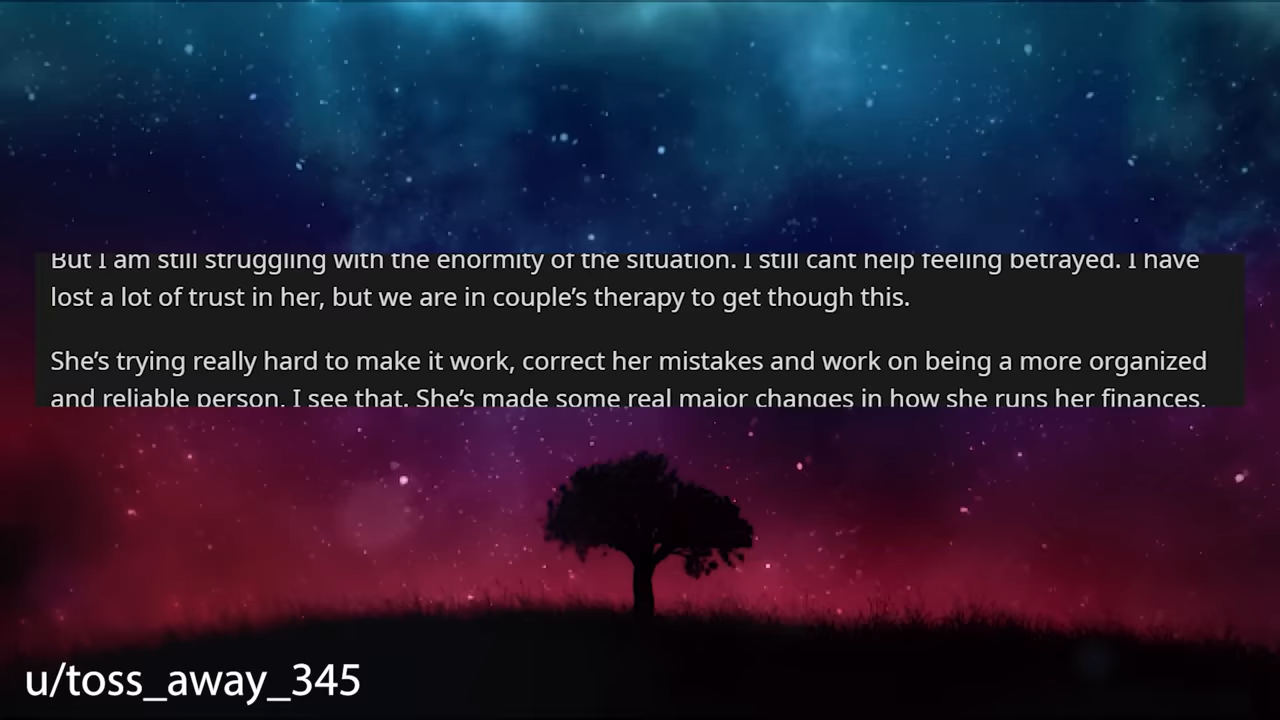 But I am still struggling with the enormity of the situation. I still cant help feeling betrayed. I have
lost a lot of trust in her, but we are in couple’s therapy to get though this.
She’s trying really hard to make it work, correct her mistakes and work on being a more organized
and reliable person. I see that. She’s made some real major changes in how she runs her finances.
u/toss_away_345